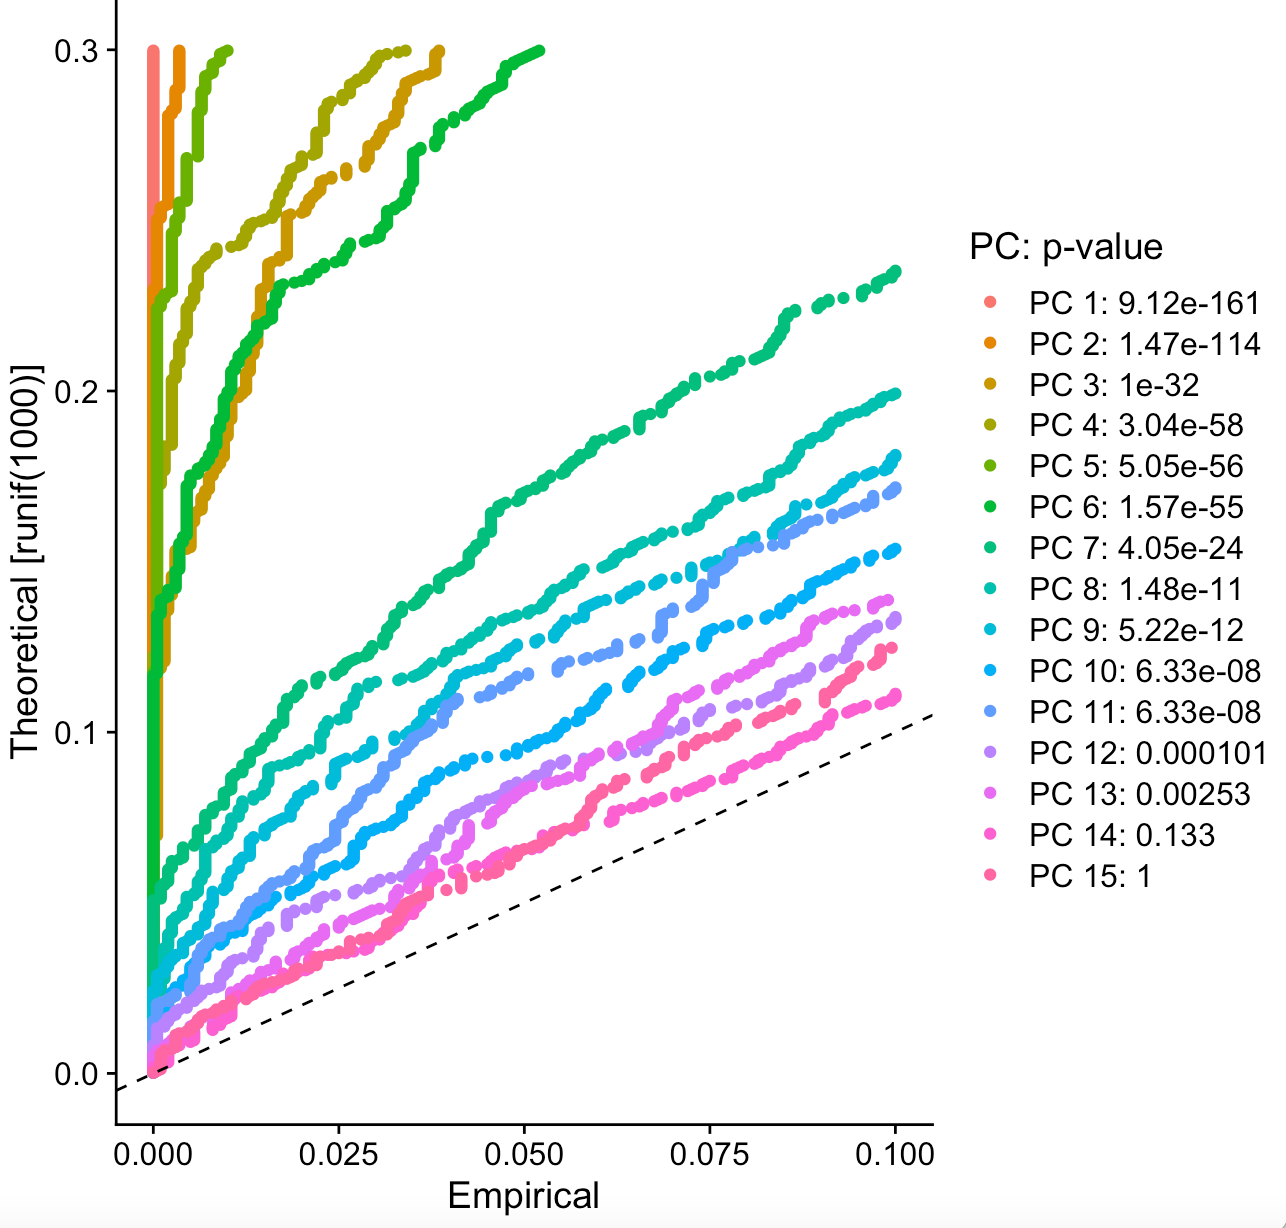 0.3
0.2
0.1
0.0
Theoretical [runif(1000)]
0.000 0.025 0.050 0.075 0.100
Empirical
PC: p-value
PC 1: 9.12e-161
PC 2: 1.47e-114
PC 3: 1e-32
PC 4: 3.04e-58
PC 5: 5.05e-56
PC 6: 1.57e-55
PC 7: 4.05e-24
PC 8: 1.48e-11
PC 9: 5.22e-12
PC 10: 6.33e-08
PC 11: 6.33e-08
PC 12: 0.000101
PC 13: 0.00253
PC 14: 0.133
PC 15: 1